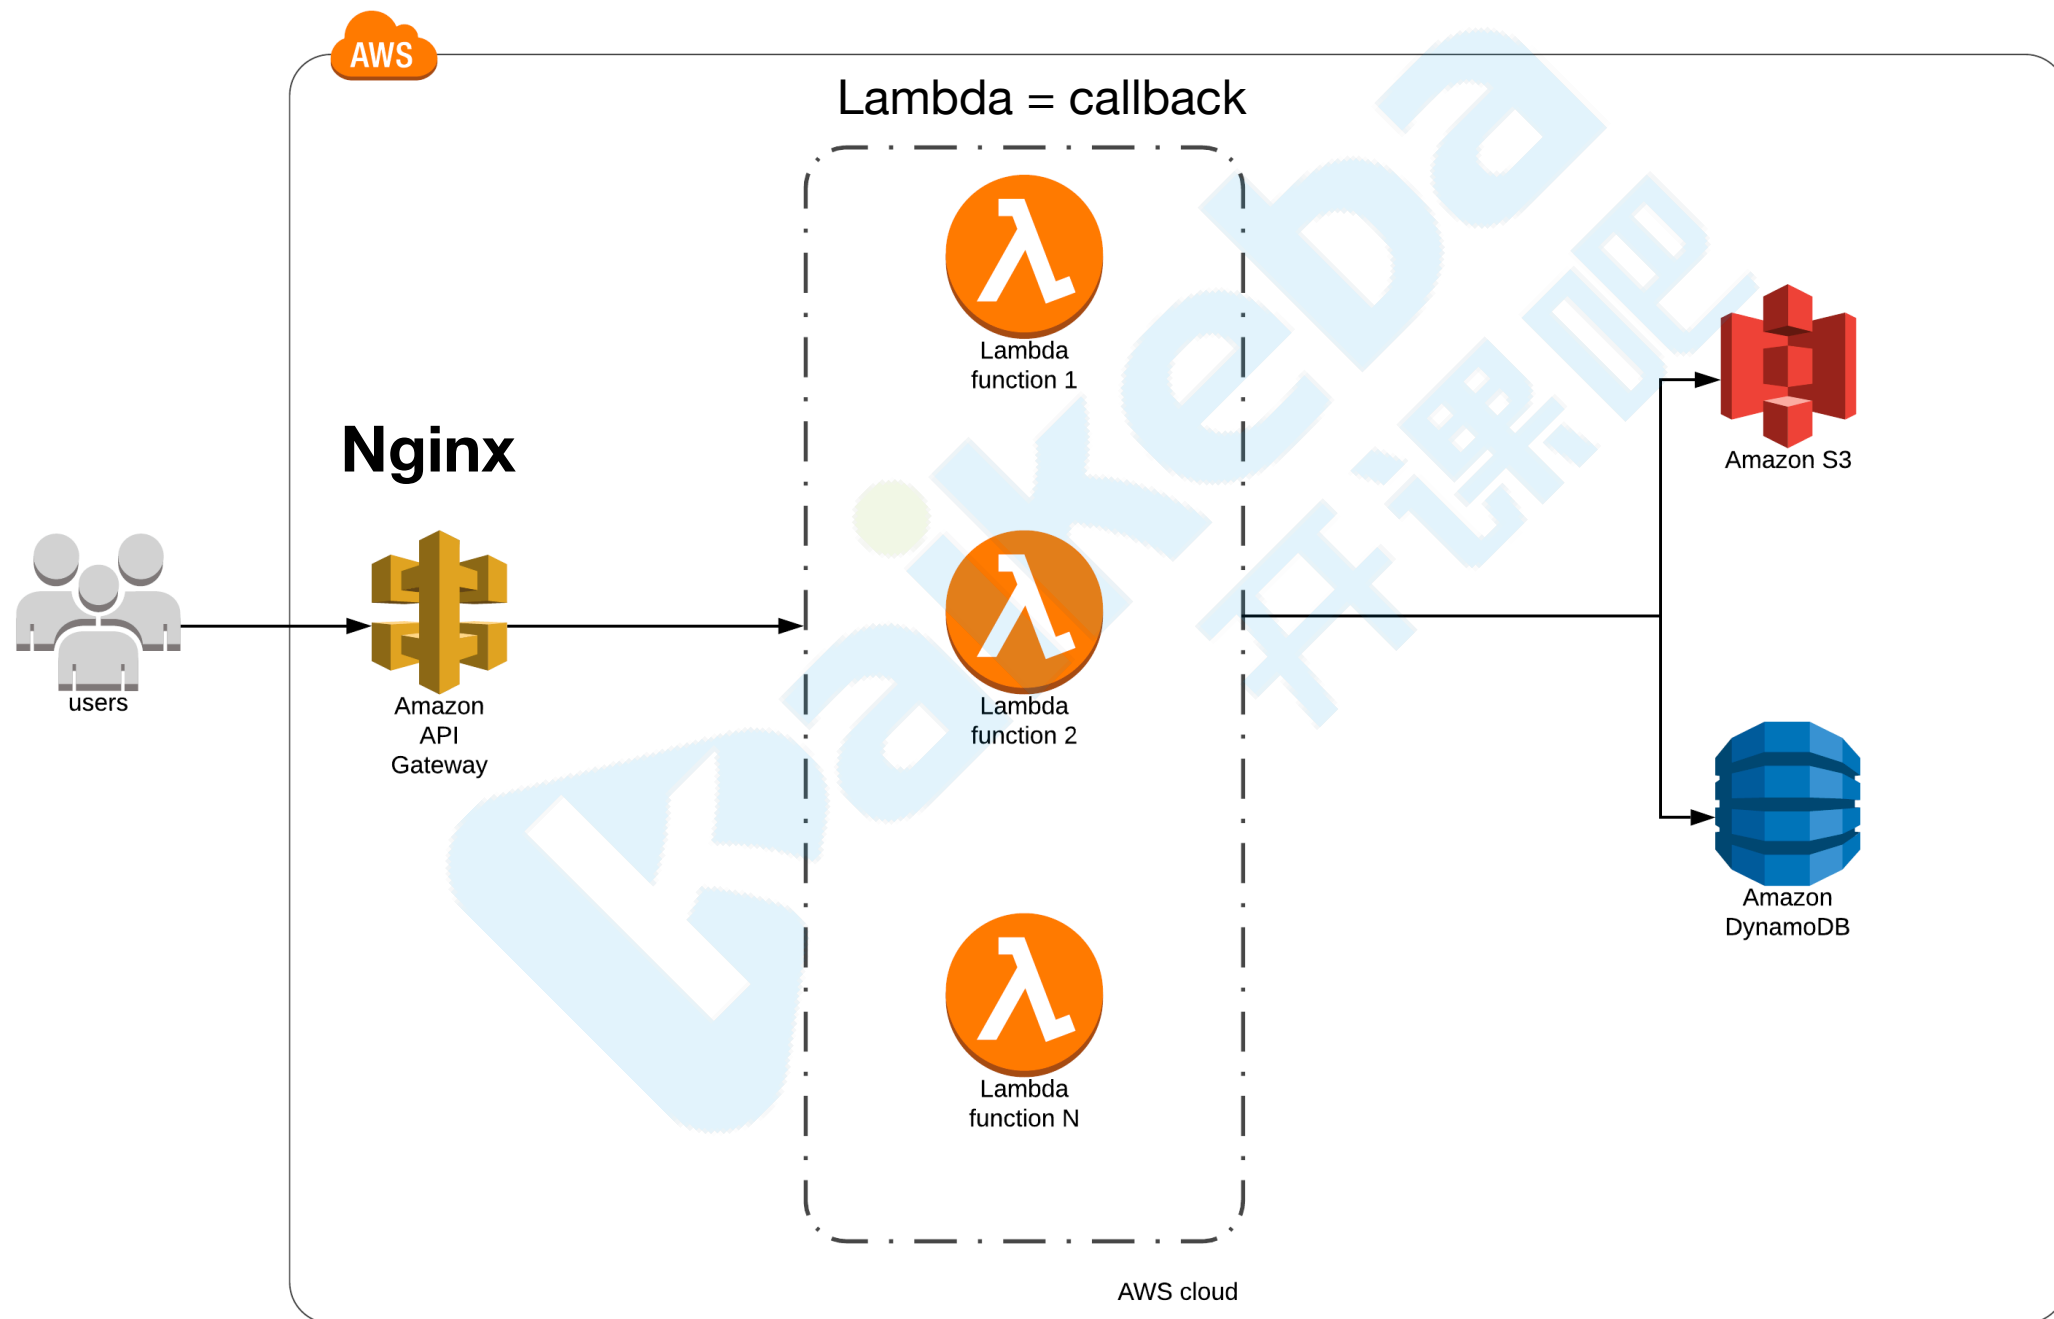 AWS
Lambda = callback
Lambda
function 1
Nginx
Amazon S3
users
Amazon
API
Gateway
Lambda
function 2
Amazon
DynamoDB
Lambda
function N
AWS cloud
Kaikeba
开课吧